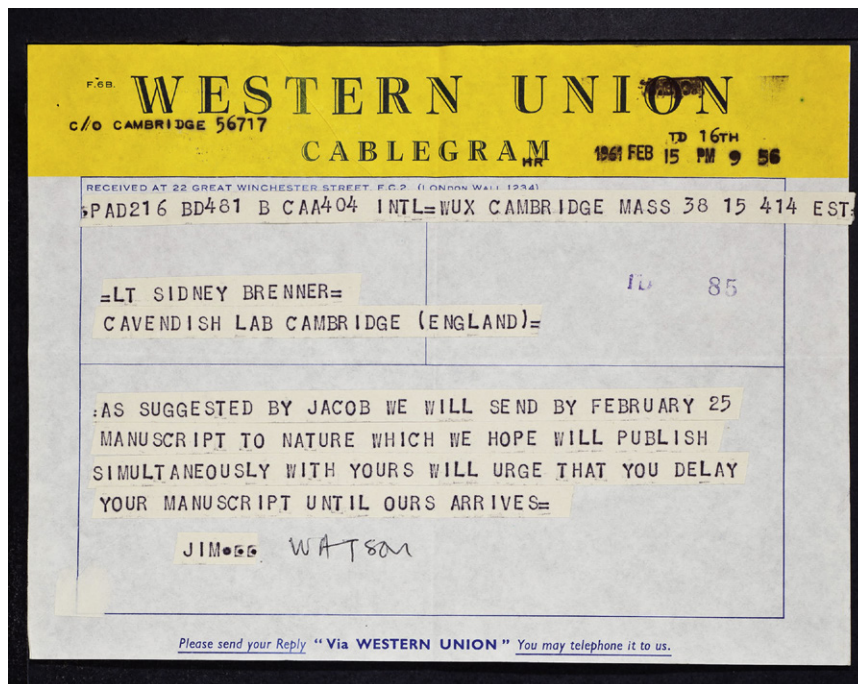 F.6B. WESTERN UNION
C/O CAMBRIDGE 56717
CABLEGRAM
TD 16TH
HR 1961 FEB 15 PM 9 56
RECEIVED AT 22 GREAT WINCHESTER STREET, E.C.2. (LONDON WALL 1234)
PAD216 BD481 B CAA404 INTL=WUX CAMBRIDGE MASS 38 15 414 EST=
=LT SIDNEY BRENNER=
85
CAVENDISH LAB CAMBRIDGE (ENGLAND)=
:AS SUGGESTED BY JACOB WE WILL SEND BY FEBRUARY 25
MANUSCRIPT TO NATURE WHICH WE HOPE WILL PUBLISH
SIMULTANEOUSLY WITH YOURS WILL URGE THAT YOU DELAY
YOUR MANUSCRIPT UNTIL OURS ARRIVES=
JIM WATSON
Please send your Reply "Via WESTERN UNION" You may telephone it to us.